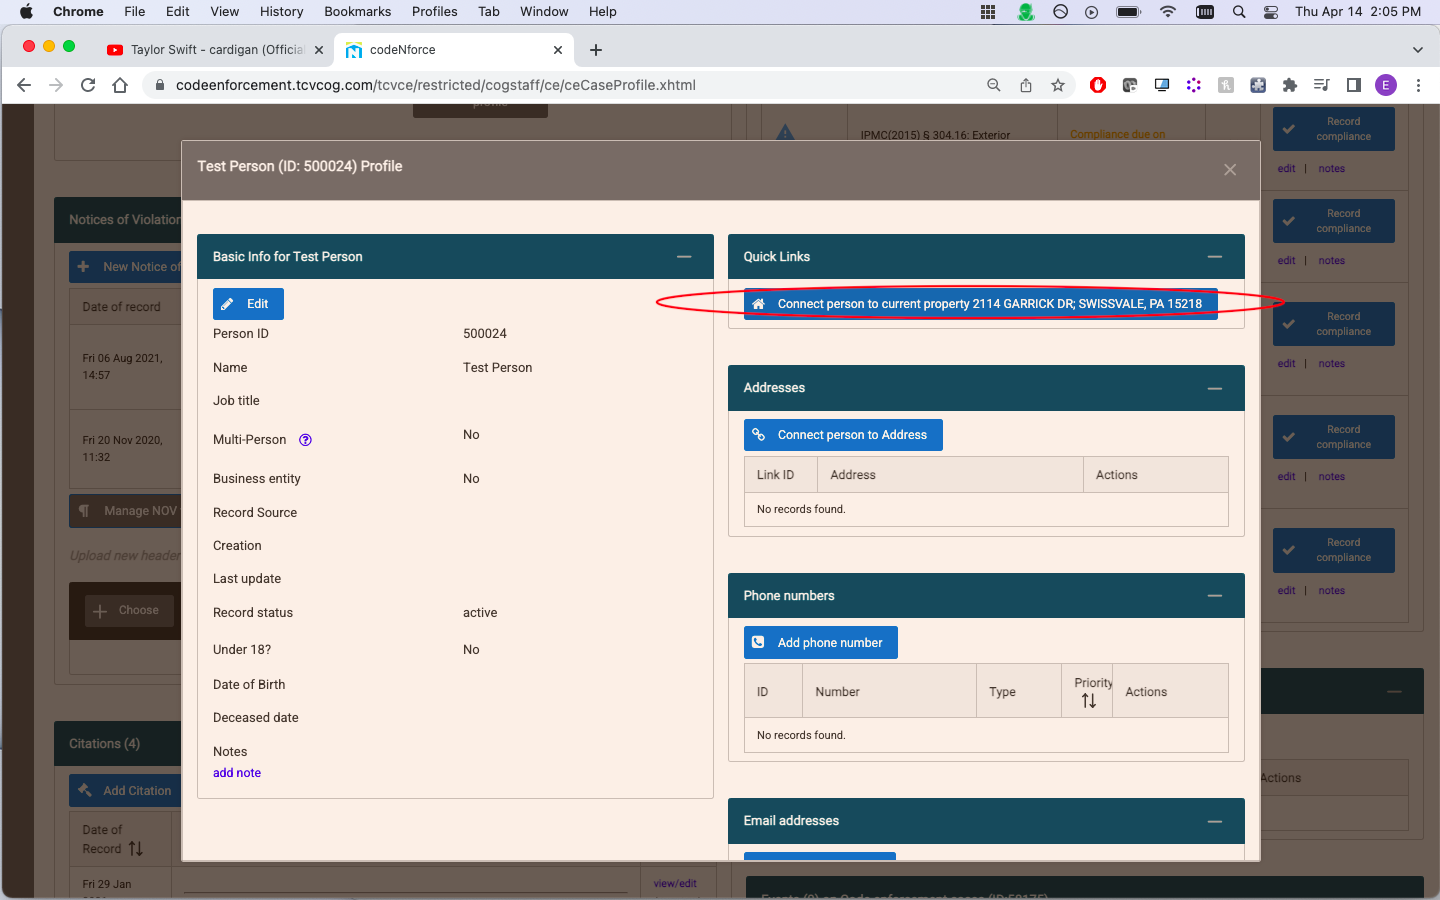 Chrome File Edit View History Bookmarks Profiles Tab Window Help Thu Apr 14 2:05 PM
Taylor Swift - cardigan (Official
codeNforce
codeenforcement.tcvcog.com/tcvce/restricted/cogstaff/ce/ceCaseProfile.xhtml
E
profile
IPMC(2015) § 304.16: Exterior
Compliance due on
Record compliance
edit | notes
Test Person (ID: 500024) Profile
Notices of Violation
New Notice of
Date of record
Fri 06 Aug 2021,
14:57
Fri 20 Nov 2020,
11:32
Manage NOV
Upload new header
Choose
Citations (4)
Add Citation
Date of
Record
Fri 29 Jan
view/edit
Basic Info for Test Person
Edit
Person ID 500024
Name Test Person
Job title
Multi-Person No
Business entity No
Record Source
Creation
Last update
Record status active
Under 18? No
Date of Birth
Deceased date
Notes
add note
Quick Links
Connect person to current property 2114 GARRICK DR; SWISSVALE, PA 15218
Addresses
Connect person to Address
Link ID Address Actions
No records found.
Phone numbers
Add phone number
ID Number Type Priority Actions
No records found.
Email addresses
Record compliance
edit | notes
Record compliance
edit | notes
Record compliance
edit | notes
Record compliance
edit | notes
Actions